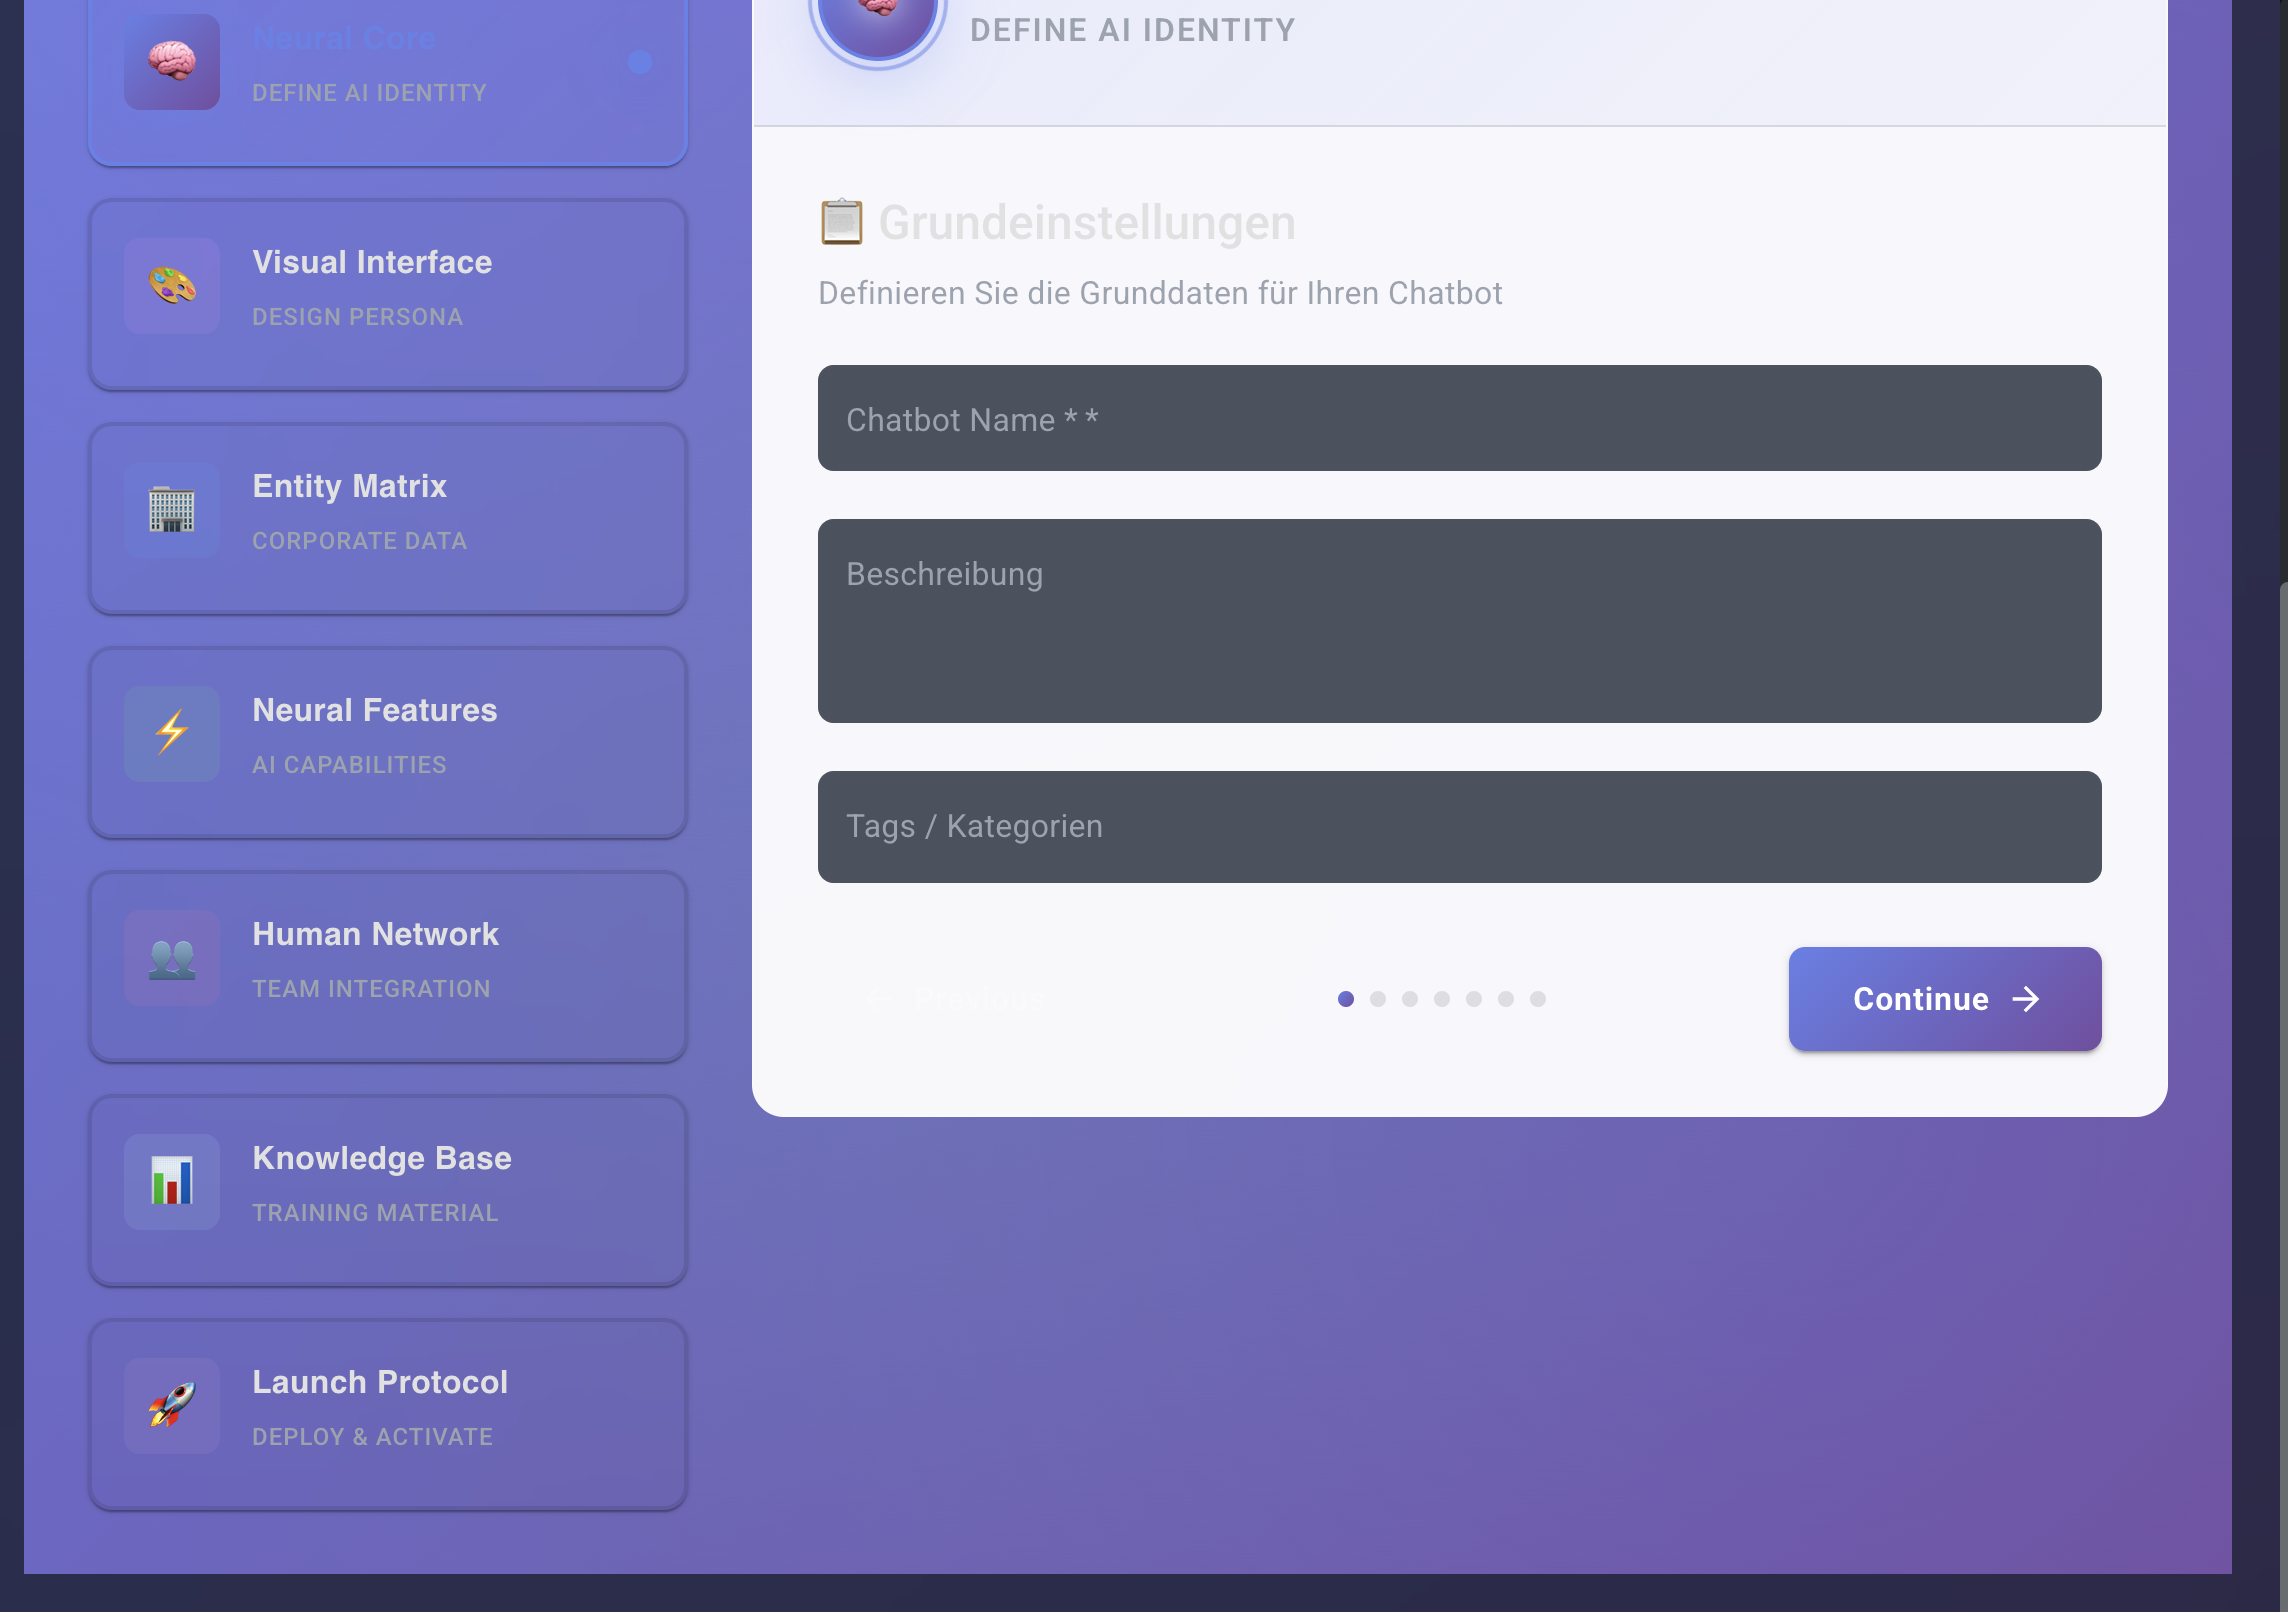 Neural Core
DEFINE AI IDENTITY
Visual Interface
DESIGN PERSONA
Entity Matrix
CORPORATE DATA
Neural Features
AI CAPABILITIES
Human Network
TEAM INTEGRATION
Knowledge Base
TRAINING MATERIAL
Launch Protocol
DEPLOY & ACTIVATE
DEFINE AI IDENTITY
Grundeinstellungen
Definieren Sie die Grunddaten für Ihren Chatbot
Chatbot Name * *
Beschreibung
Tags / Kategorien
Previous
Continue